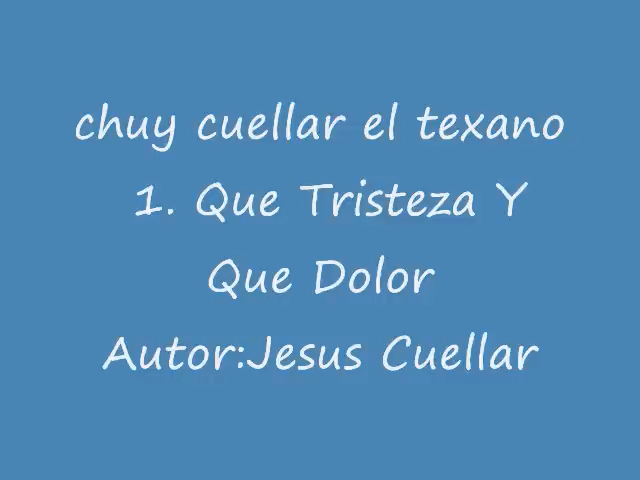 chuy cuellar el texano
1. Que Tristeza Y
Que Dolor
Autor:Jesus Cuellar